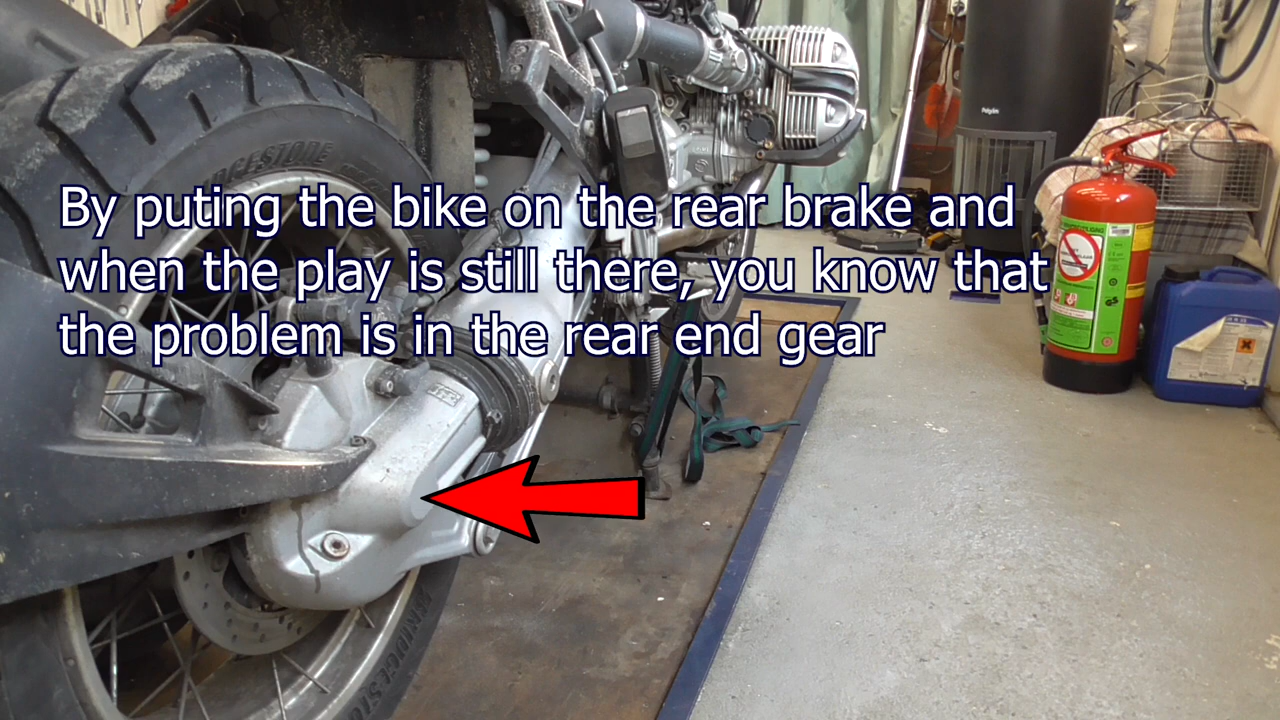 By puting the bike on the rear brake and
when the play is still there, you know that
the problem is in the rear end gear
BRIDGESTONE